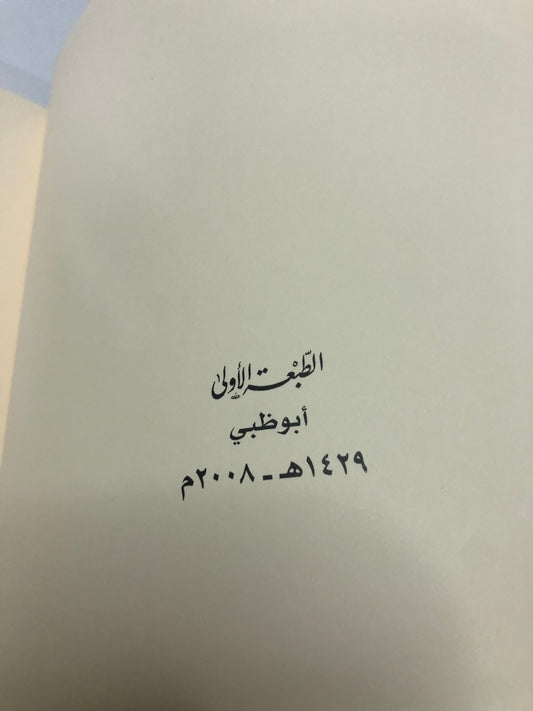 الطبعة الأولى
أبوظبي
١٤٢٩هـ - ٢٠٠٨م